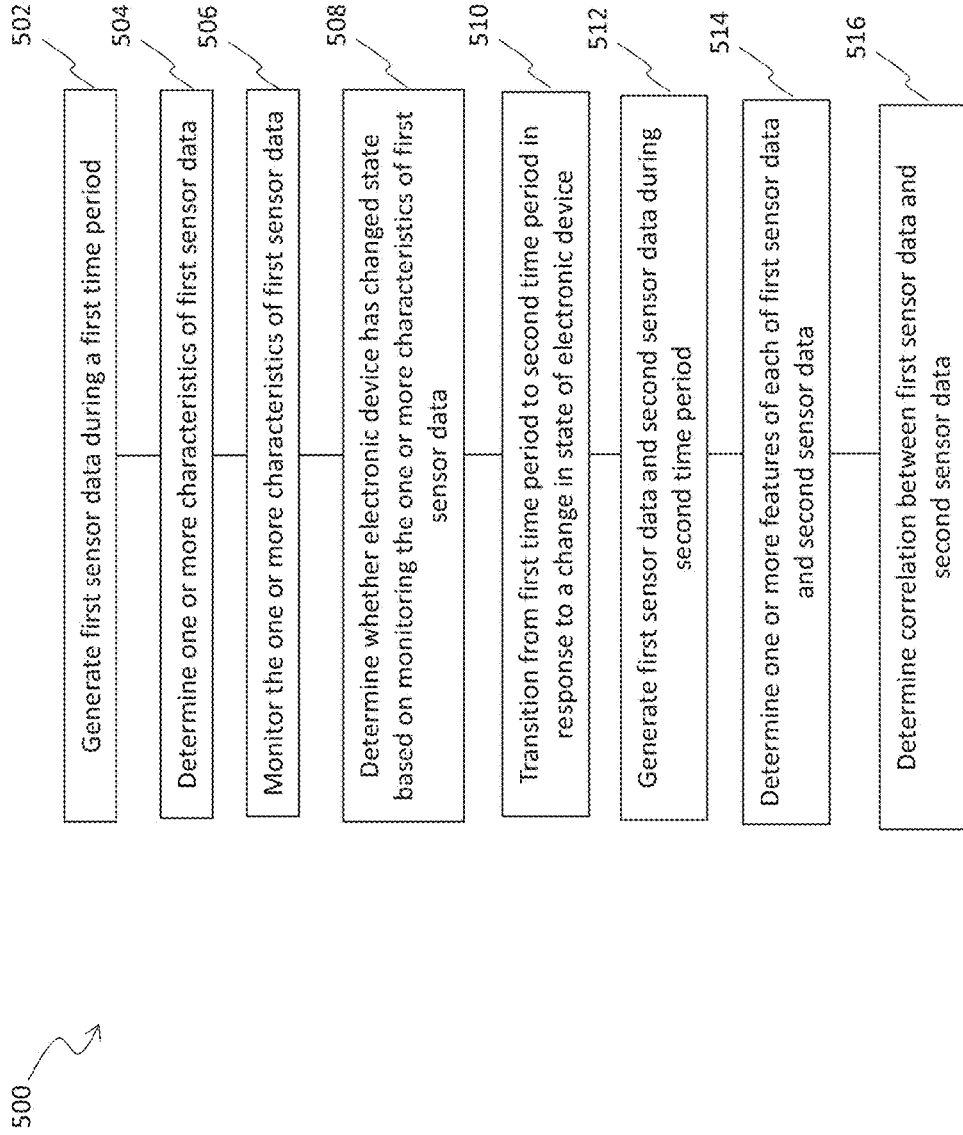 500
502
Generate first sensor data during a first time period
504
Determine one or more characteristics of first sensor data
506
Monitor the one or more characteristics of first sensor data
508
Determine whether electronic device has changed state
based on monitoring the one or more characteristics of first
sensor data
510
Transition from first time period to second time period in
response to a change in state of electronic device
512
Generate first sensor data and second sensor data during
second time period
514
Determine one or more features of each of first sensor data
and second sensor data
516
Determine correlation between first sensor data and
second sensor data